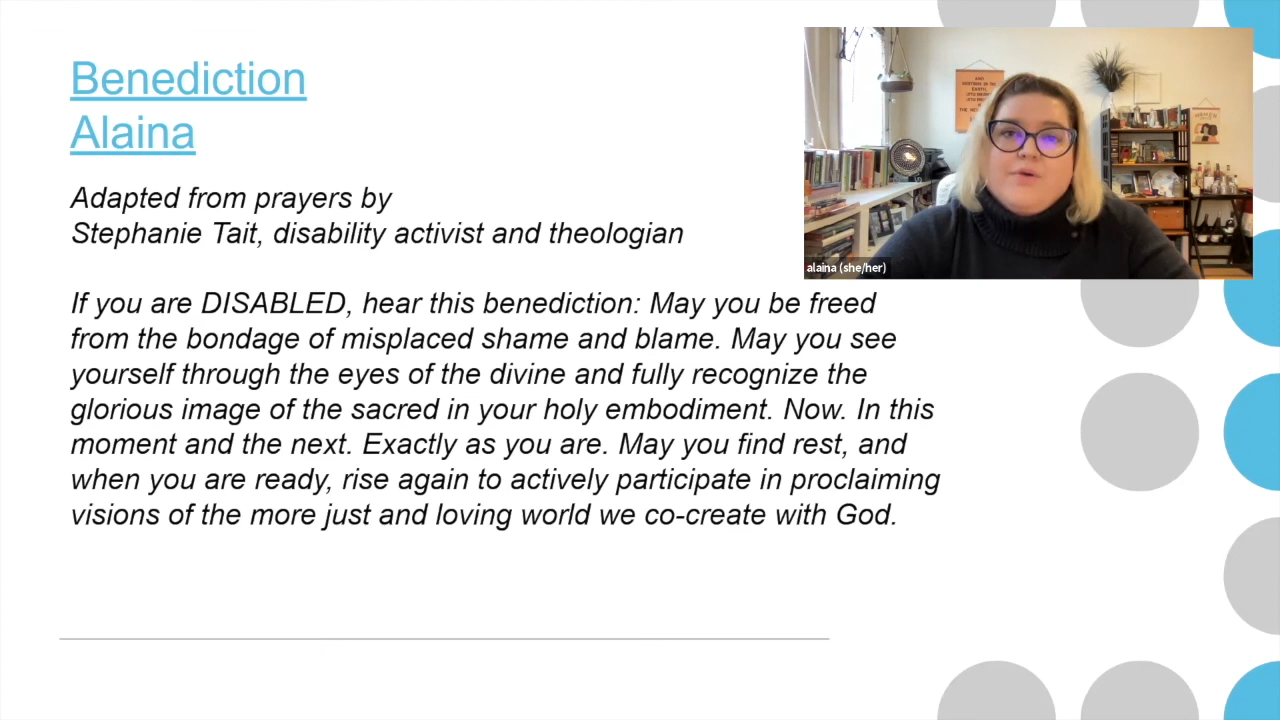 Benediction
Alaina
Adapted from prayers by
Stephanie Tait, disability activist and theologian
If you are DISABLED, hear this benediction: May you be freed
from the bondage of misplaced shame and blame. May you see
yourself through the eyes of the divine and fully recognize the
glorious image of the sacred in your holy embodiment. Now. In this
moment and the next. Exactly as you are. May you find rest, and
when you are ready, rise again to actively participate in proclaiming
visions of the more just and loving world we co-create with God.
alaina (she/her)